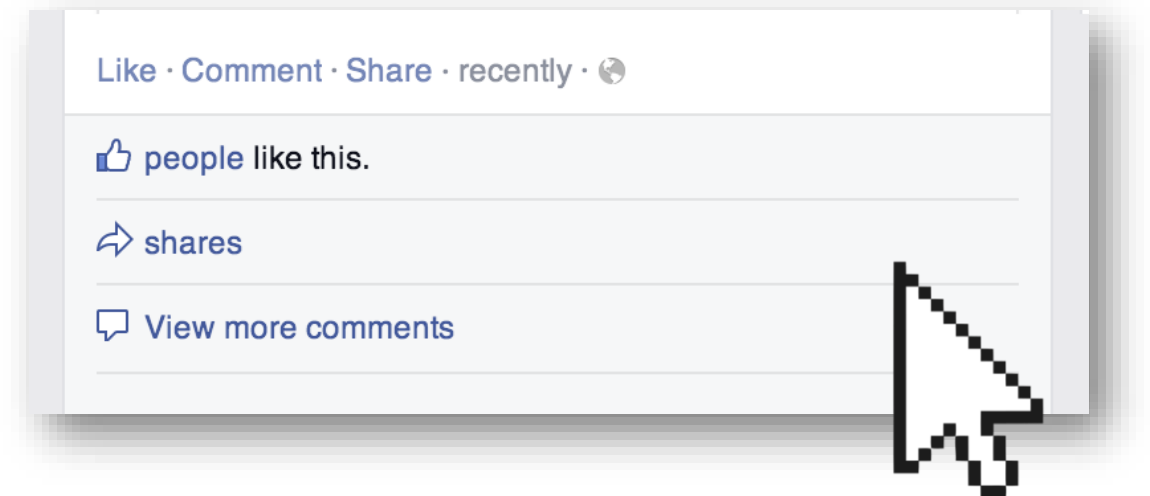 Like · Comment · Share · recently ·
people like this.
shares
View more comments